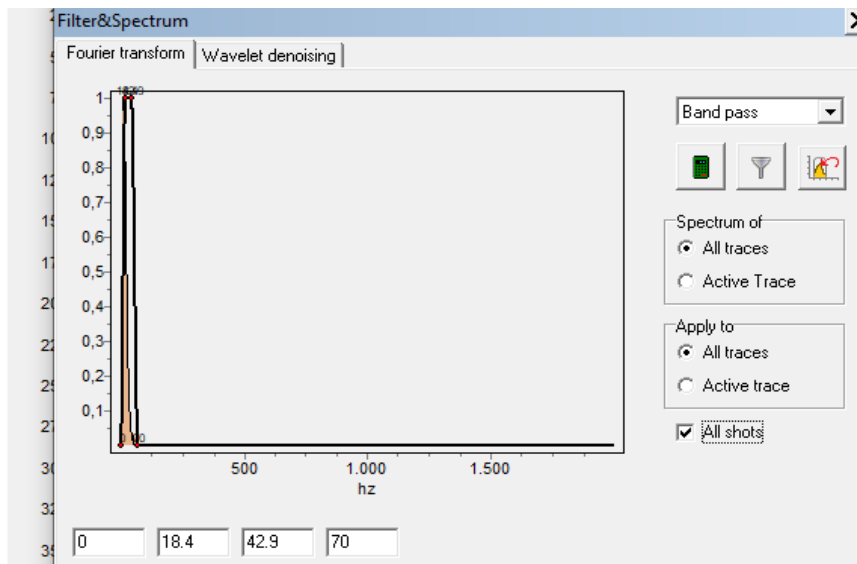 Filter&Spectrum
Fourier transform
Wavelet denoising
1
0,9
0,8
0,7
0,6
0,5
0,4
0,3
0,2
0,1
500
1.000
1.500
hz
Band pass
Spectrum of
All traces
Active Trace
Apply to
All traces
Active trace
All shots
0
18.4
42.9
70